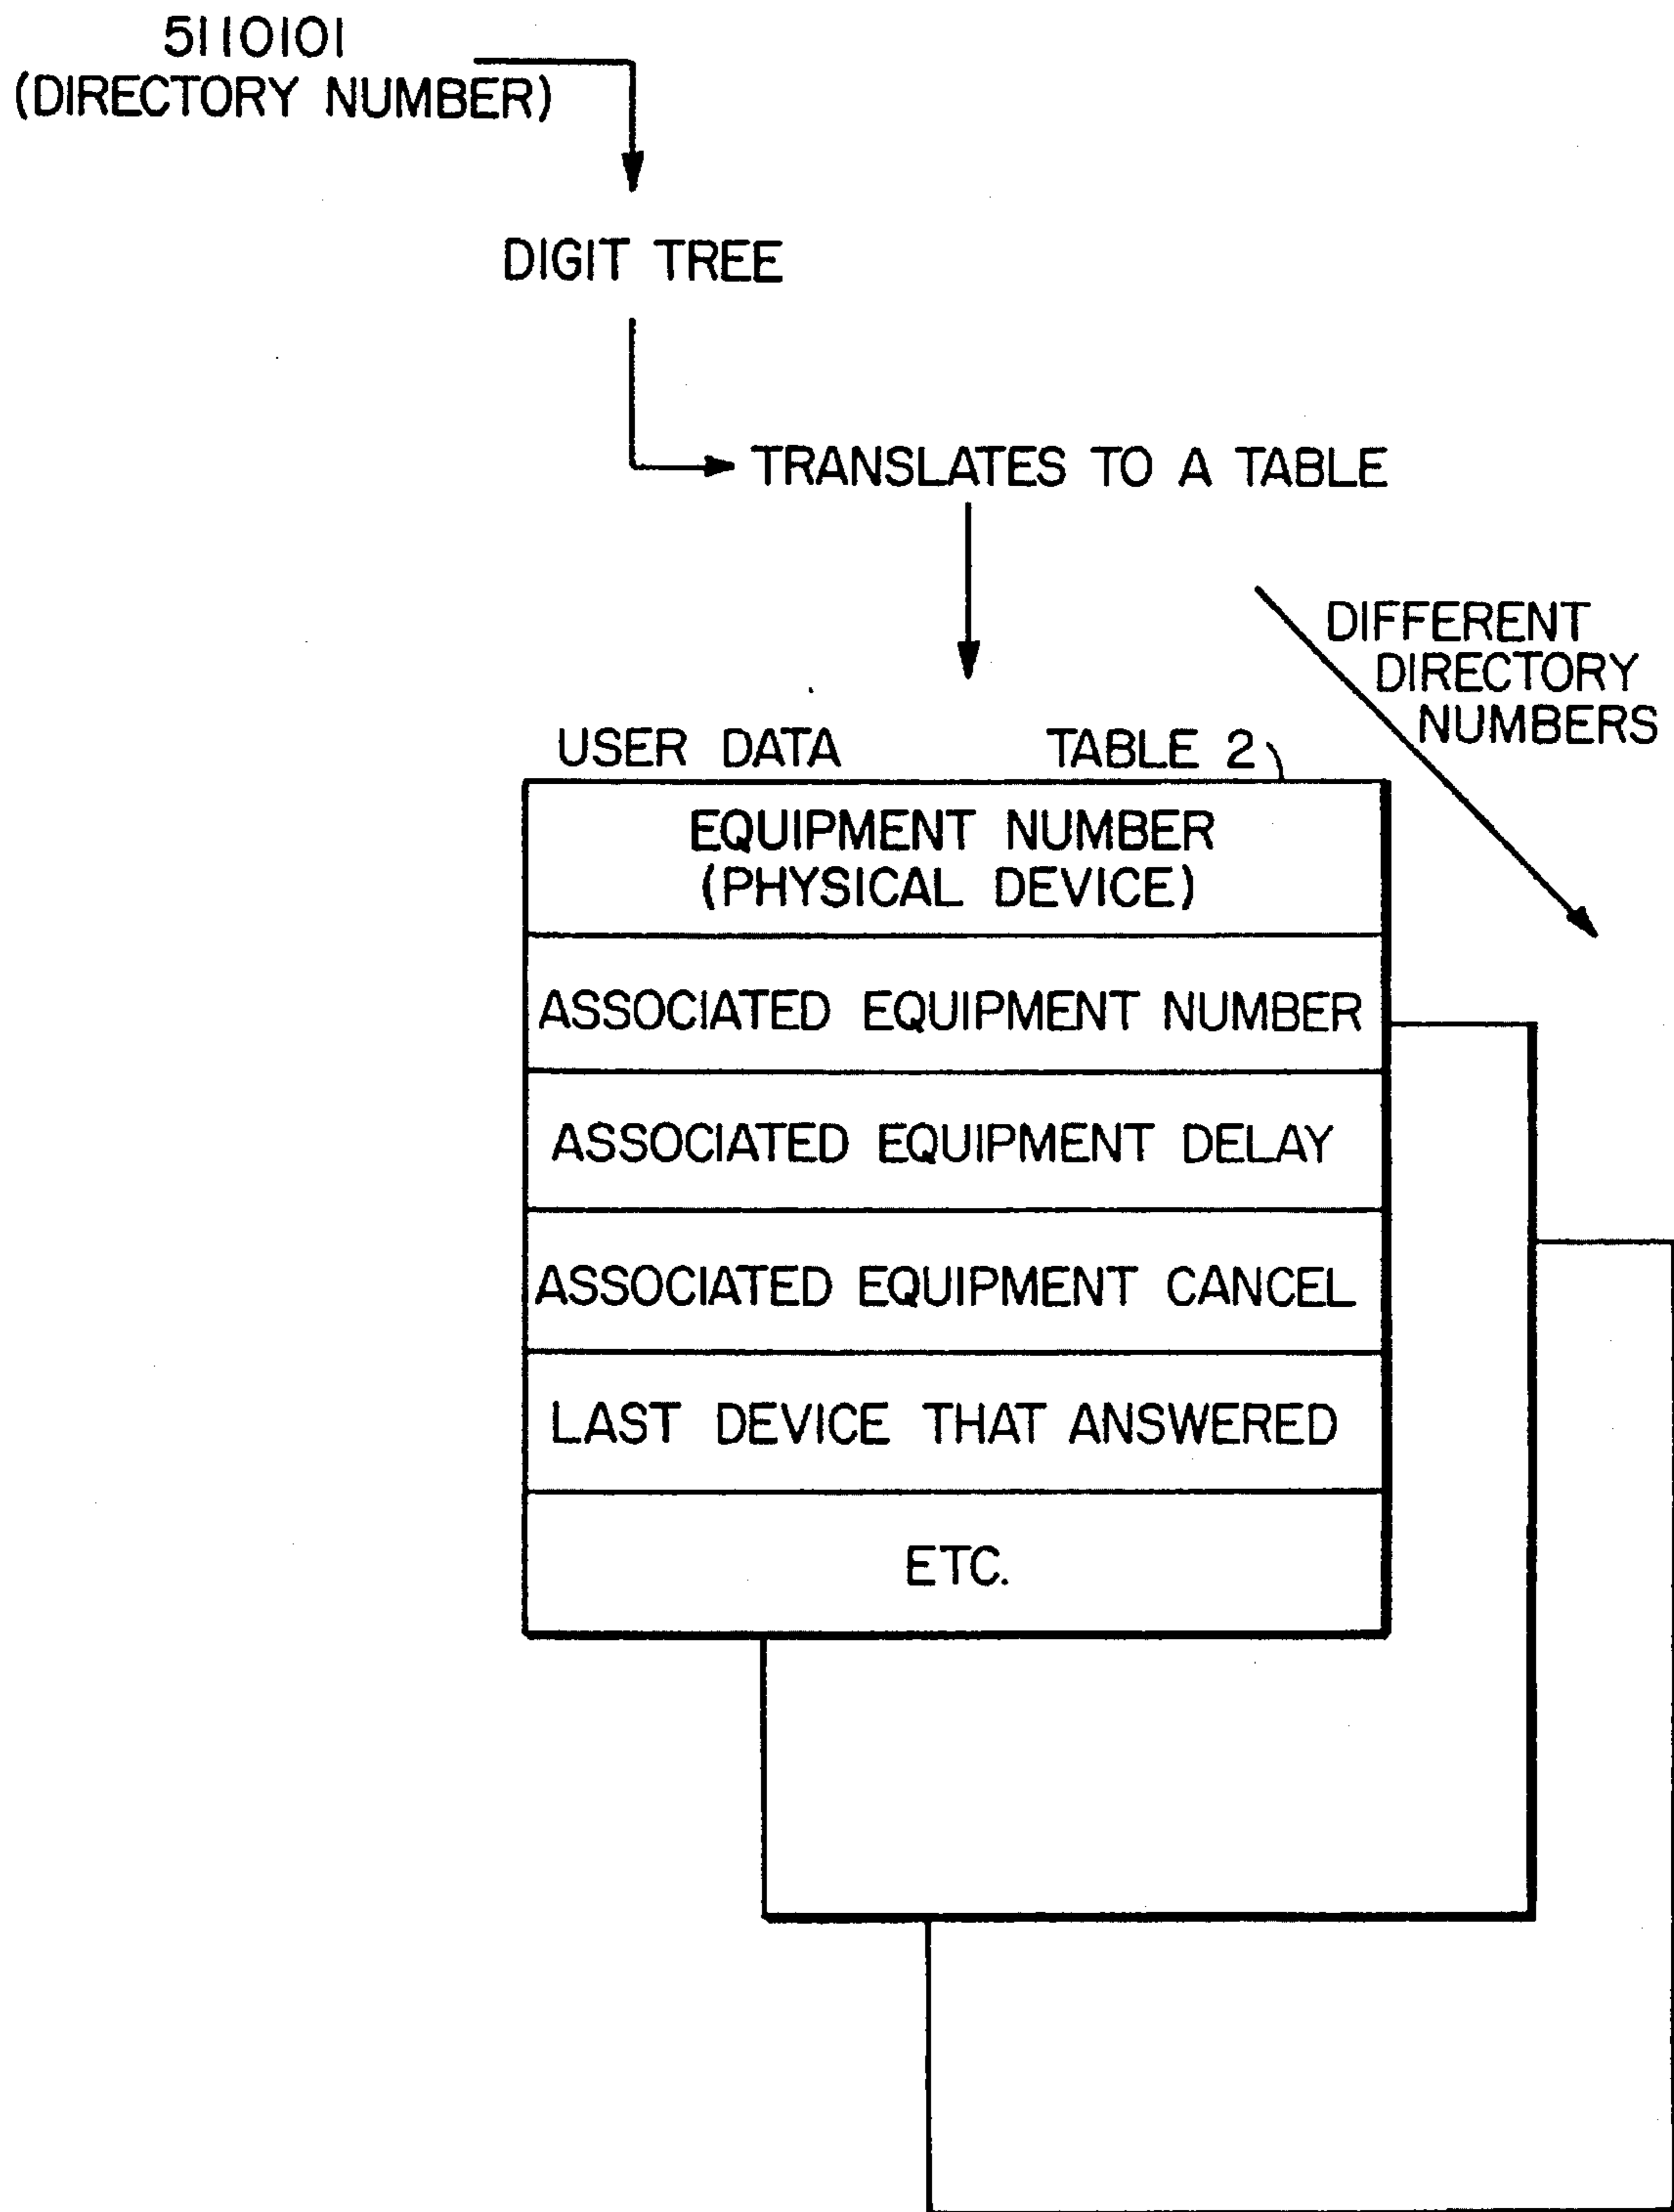 5110101
(DIRECTORY NUMBER)
DIGIT TREE
TRANSLATES TO A TABLE
DIFFERENT
DIRECTORY
NUMBERS
USER DATA TABLE 2
EQUIPMENT NUMBER
(PHYSICAL DEVICE)
ASSOCIATED EQUIPMENT NUMBER
ASSOCIATED EQUIPMENT DELAY
ASSOCIATED EQUIPMENT CANCEL
LAST DEVICE THAT ANSWERED
ETC.